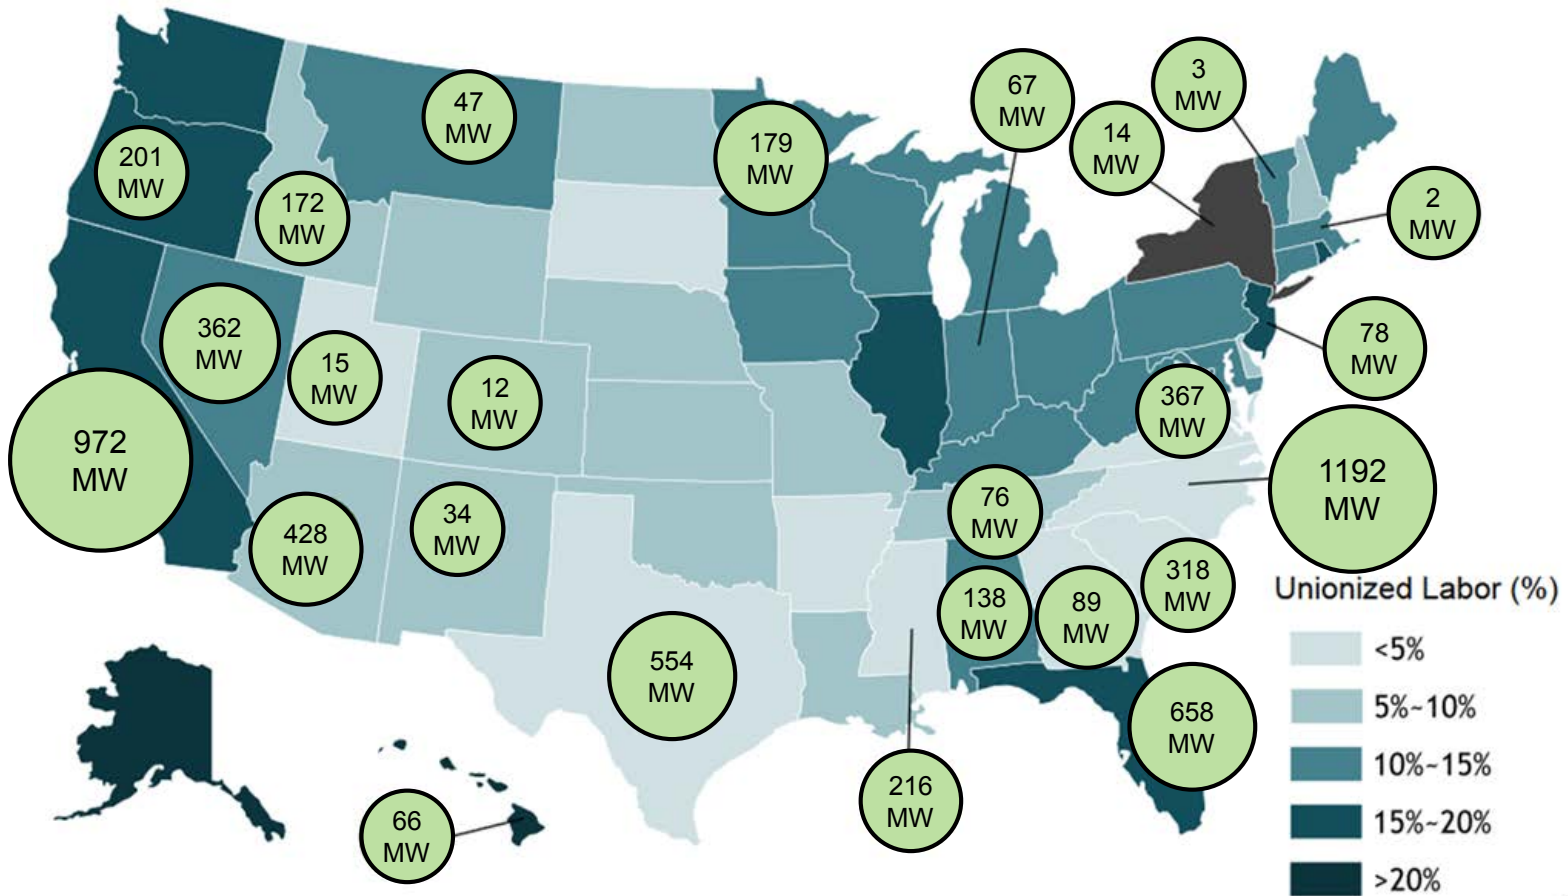 67
MW
3
MW
14
MW
47
MW
179
MW
201
MW
172
MW
2
MW
362
MW
15
MW
12
MW
78
MW
367
MW
972
MW
1192
MW
428
MW
34
MW
76
MW
318
MW
138
MW
89
MW
554
MW
658
MW
216
MW
66
MW
Unionized Labor (%)
<5%
5%~10%
10%~15%
15%~20%
>20%